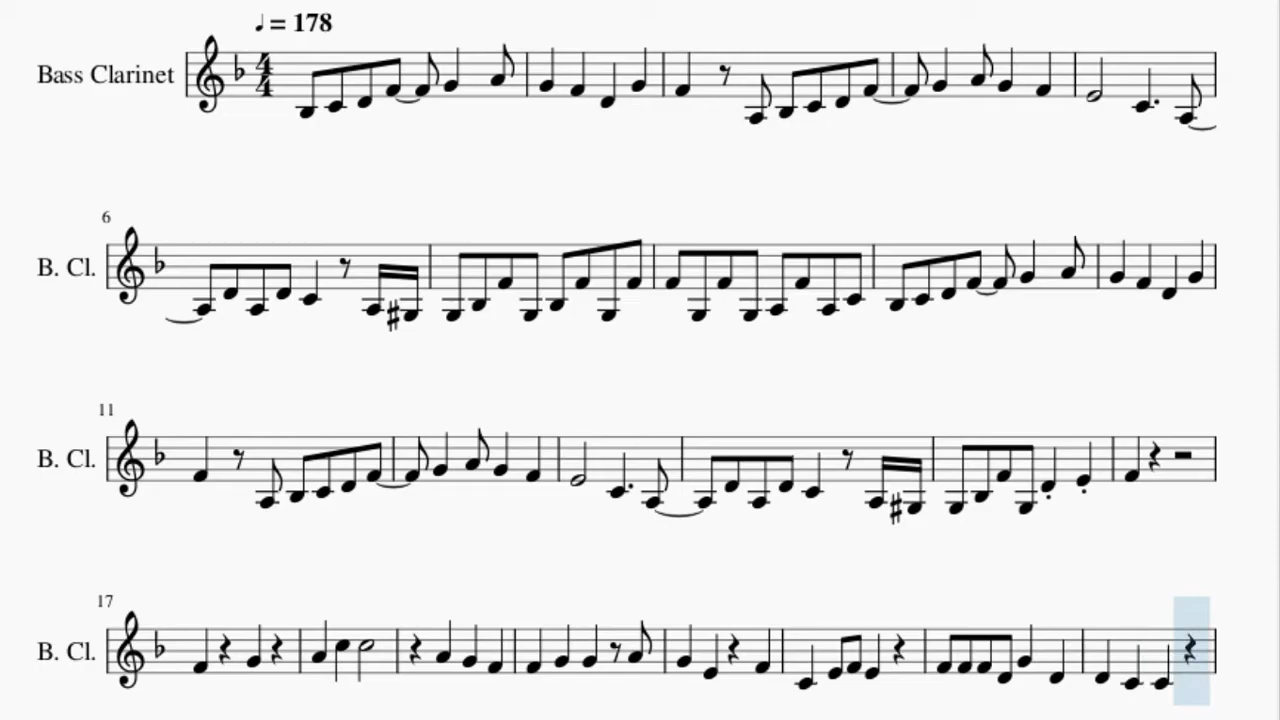 ♩ = 178
Bass Clarinet
4
4
6
B. Cl.
11
B. Cl.
17
B. Cl.